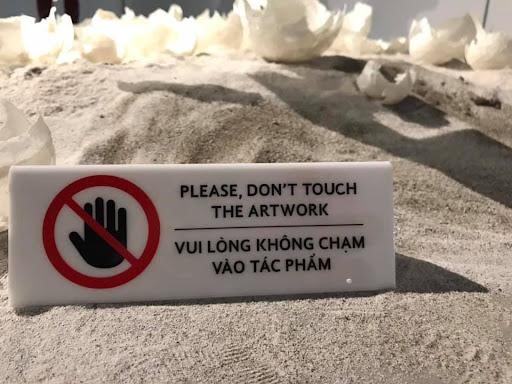 PLEASE, DON'T TOUCH
THE ARTWORK
VUI LÒNG KHÔNG CHẠM
VÀO TÁC PHẨM